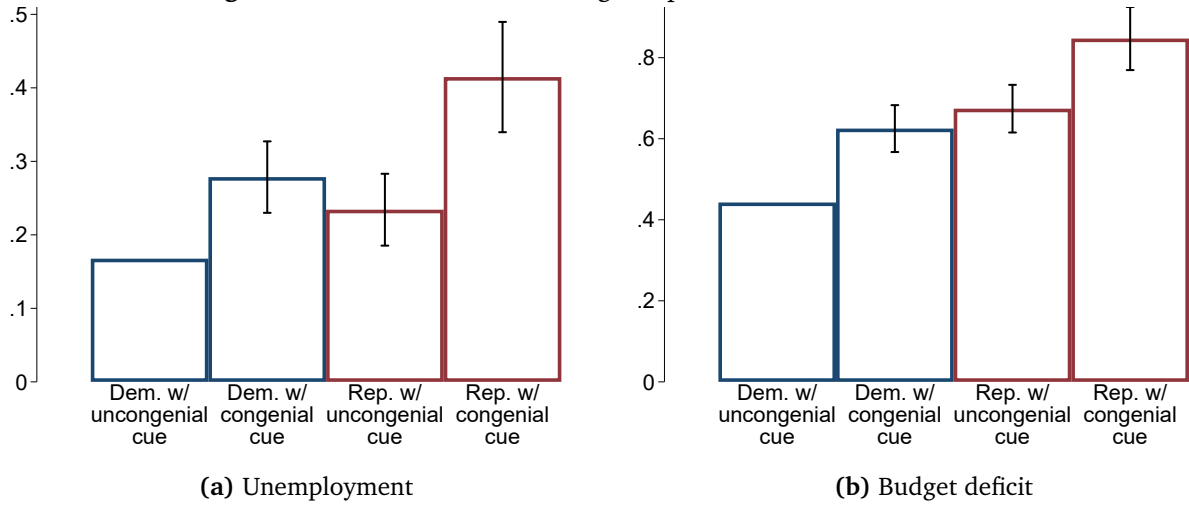 .5
.4
.3
.2
.1
0
Dem. w/
uncongenial
cue
Dem. w/
congenial
cue
Rep. w/
uncongenial
cue
Rep. w/
congenial
cue
(a) Unemployment
.8
.6
.4
.2
0
Dem. w/
uncongenial
cue
Dem. w/
congenial
cue
Rep. w/
uncongenial
cue
Rep. w/
congenial
cue
(b) Budget deficit